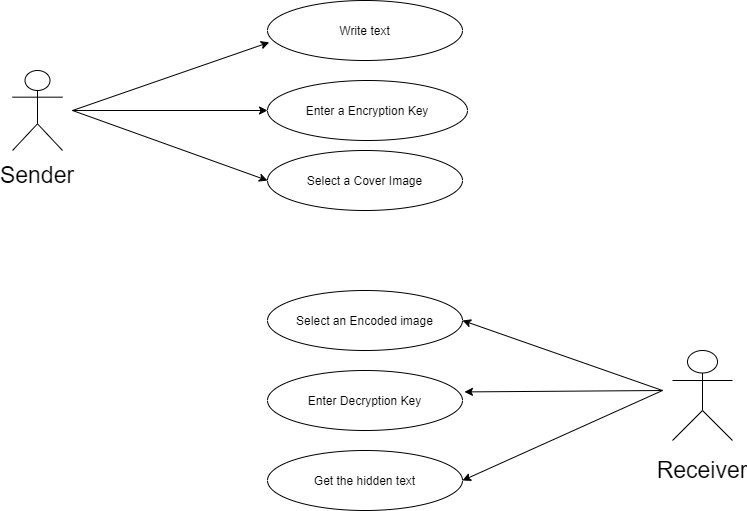 Write text
Enter a Encryption Key
Sender
Select a Cover Image
Select an Encoded image
Enter Decryption Key
Receiver
Get the hidden text